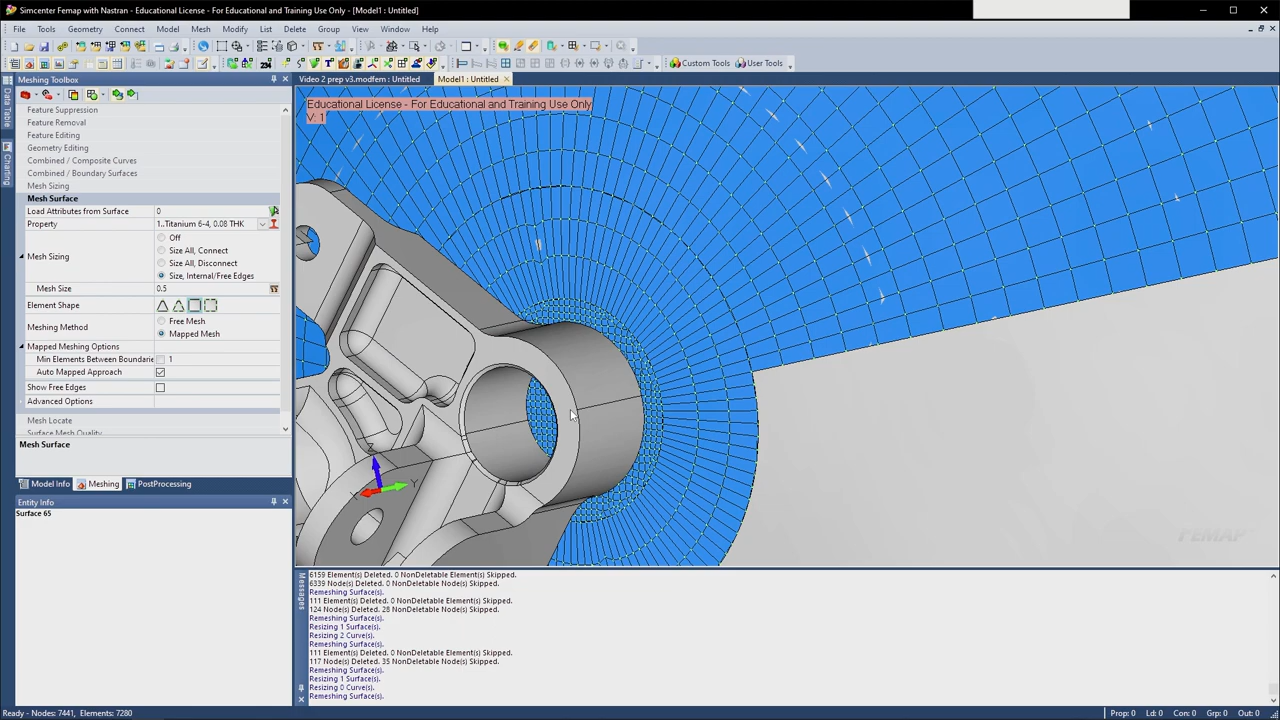 Simcenter Femap with Nastran - Educational License - For Educational and Training Use Only - [Model1 : Untitled]
File Tools Geometry Connect Model Mesh Modify List Delete Group View Window Help
Custom Tools User Tools
Meshing Toolbox
Video 2 prep v3.modfem : Untitled Model1 : Untitled
Data Table
Charting
Educational License - For Educational and Training Use Only
V: 1
Feature Suppression
Feature Removal
Feature Editing
Geometry Editing
Combined / Composite Curves
Combined / Boundary Surfaces
Mesh Sizing
Mesh Surface
Load Attributes from Surface 0
Property 1..Titanium 6-4, 0.08 THK
Off
Mesh Sizing Size All, Connect
Size All, Disconnect
Size, Internal/Free Edges
Mesh Size 0.5
Element Shape
Meshing Method Free Mesh
Mapped Mesh
Mapped Meshing Options
Min Elements Between Boundarie 1
Auto Mapped Approach
Show Free Edges
Advanced Options
Mesh Locate
Surface Mesh Quality
Mesh Surface
Model Info Meshing PostProcessing
Entity Info
Surface 65
Z
Y
X
FEMAP
Messages
6159 Element(s) Deleted. 0 NonDeletable Element(s) Skipped.
6339 Node(s) Deleted. 0 NonDeletable Node(s) Skipped.
Remeshing Surface(s).
111 Element(s) Deleted. 0 NonDeletable Element(s) Skipped.
124 Node(s) Deleted. 28 NonDeletable Node(s) Skipped.
Remeshing Surface(s).
Resizing 1 Surface(s).
Resizing 2 Curve(s).
Remeshing Surface(s).
111 Element(s) Deleted. 0 NonDeletable Element(s) Skipped.
117 Node(s) Deleted. 35 NonDeletable Node(s) Skipped.
Remeshing Surface(s).
Resizing 1 Surface(s).
Resizing 0 Curve(s).
Remeshing Surface(s).
Ready - Nodes: 7441, Elements: 7280 Prop: 0 Ld: 0 Con: 0 Grp: 0 Out: 0